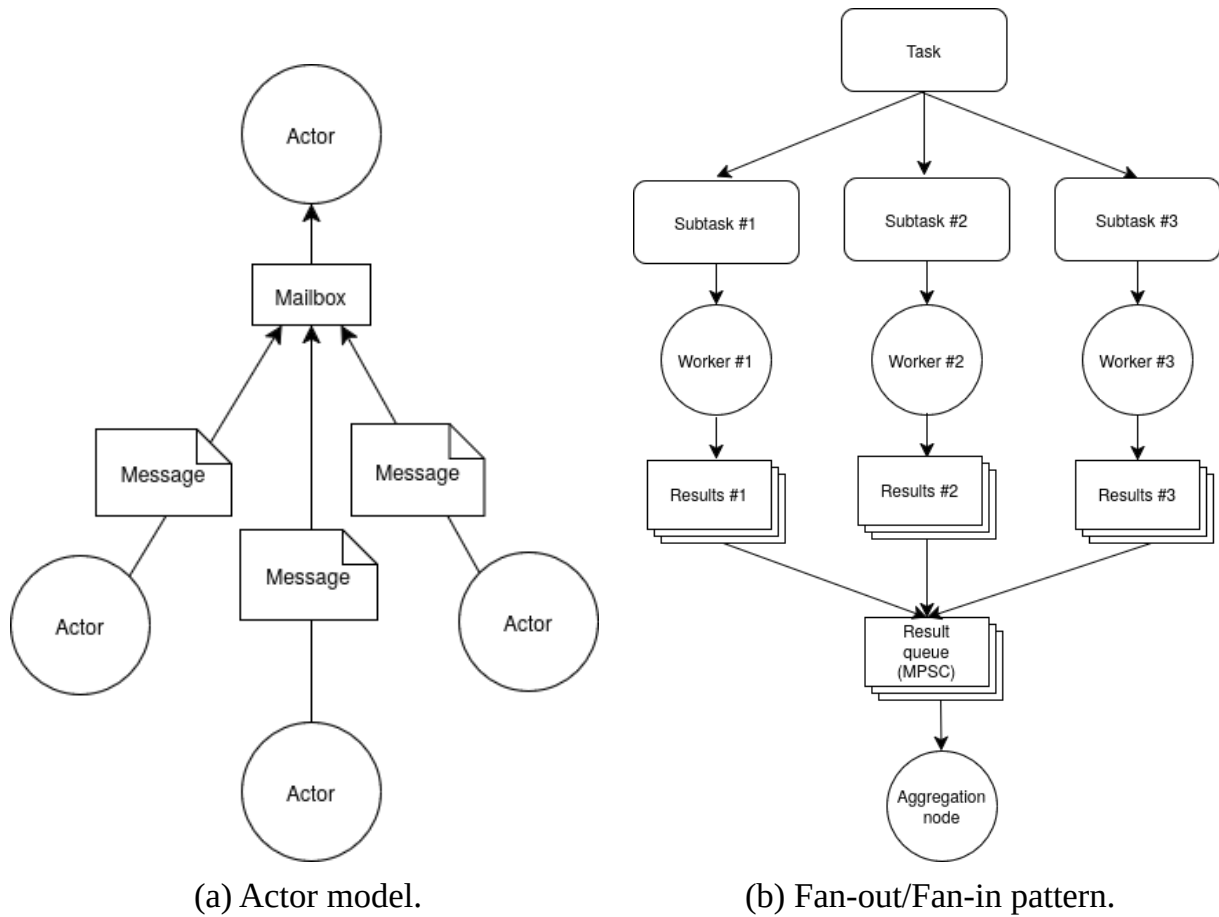 Actor
Mailbox
Message
Message
Message
Actor
Actor
Actor
(a) Actor model.
Task
Subtask #1
Subtask #2
Subtask #3
Worker #1
Worker #2
Worker #3
Results #1
Results #2
Results #3
Result
queue
(MPSC)
Aggregation
node
(b) Fan-out/Fan-in pattern.